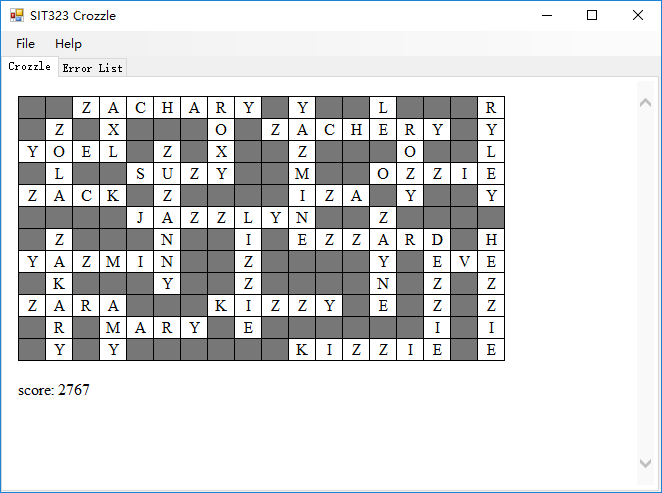 SIT323 Crozzle
File Help
Crozzle Error List
Z A C H A R Y Y L R
Z X O Z A C H E R Y Y
Y O E L Z X Z O L
L S U Z Y M O Z Z I E
Z A C K Z I Z A Y Y
J A Z Z L Y N Z
Z N I E Z Z A R D H
Y A Z M I N Z Y E V E
K Y Z N Z Z
Z A R A K I Z Z Y E Z Z
R M A R Y E I I
Y Y K I Z Z I E E
score: 2767